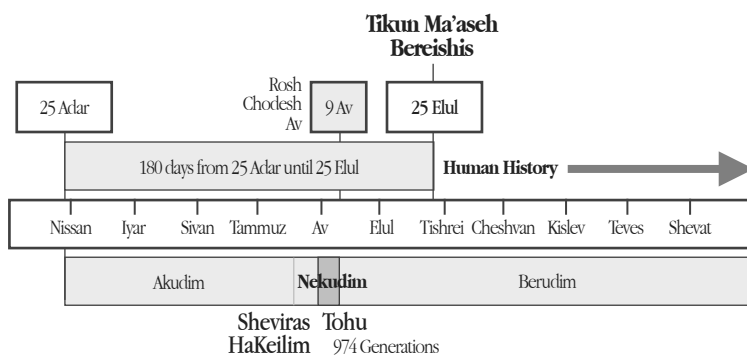 Tikun Ma’aseh
Bereishis
25 Adar
Rosh
Chodesh
Av
9 Av
25 Elul
180 days from 25 Adar until 25 Elul
Human History
Nissan Iyar Sivan Tammuz Av Elul Tishrei Cheshvan Kislev Teves Shevat
Akudim Nekudim Berudim
Sheviras
HaKeilim
Tohu
974 Generations